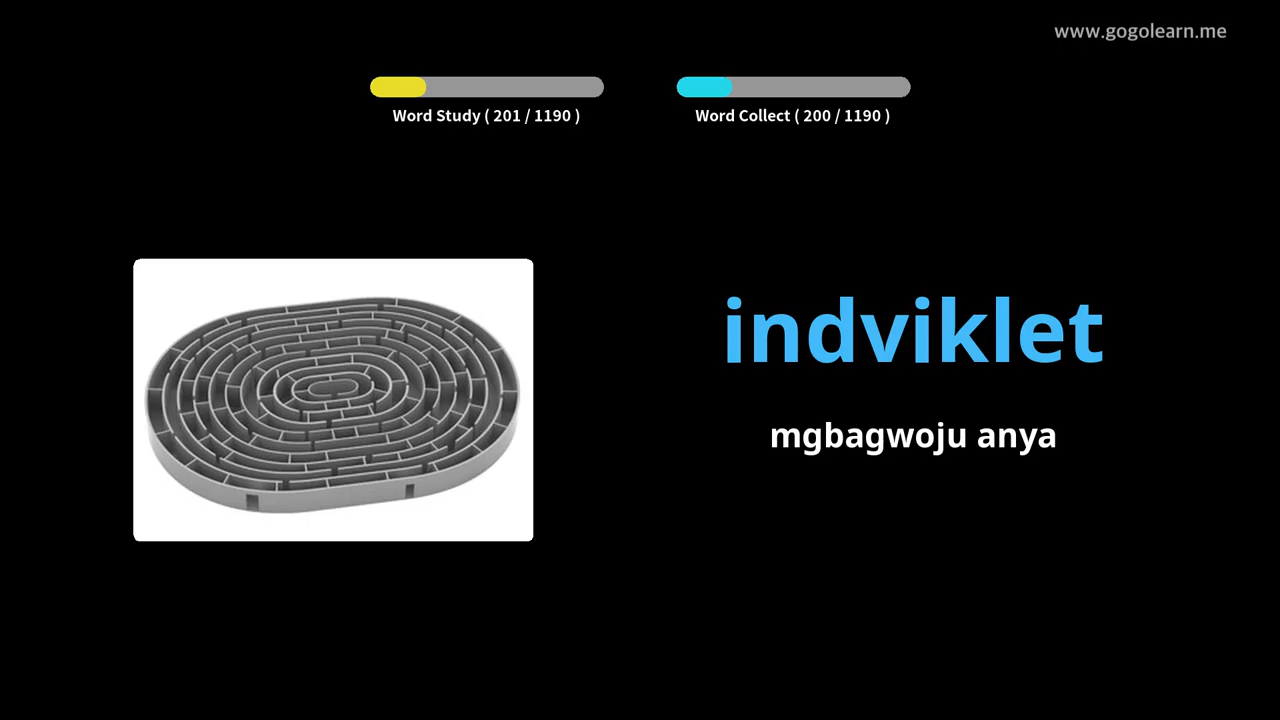 www.gogolearn.me
Word Study ( 201 / 1190 )
Word Collect ( 200 / 1190 )
indviklet
mgbagwoju anya